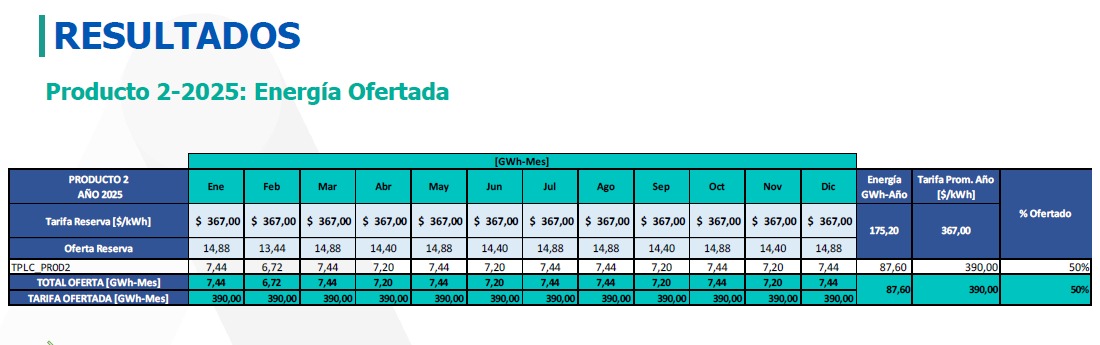 RESULTADOS
Producto 2-2025: Energía Ofertada
[GWh-Mes]
PRODUCTO 2 AÑO 2025 Ene Feb Mar Abr May Jun Jul Ago Sep Oct Nov Dic Energía GWh-Año Tarifa Prom. Año [$/kWh] % Ofertado
Tarifa Reserva [$/kWh] $ 367,00 $ 367,00 $ 367,00 $ 367,00 $ 367,00 $ 367,00 $ 367,00 $ 367,00 $ 367,00 $ 367,00 $ 367,00 $ 367,00 175,20 367,00
Oferta Reserva 14,88 13,44 14,88 14,40 14,88 14,40 14,88 14,88 14,40 14,88 14,40 14,88
TPLC_PROD2 7,44 6,72 7,44 7,20 7,44 7,20 7,44 7,44 7,20 7,44 7,20 7,44 87,60 390,00 50%
TOTAL OFERTA [GWh-Mes] 7,44 6,72 7,44 7,20 7,44 7,20 7,44 7,44 7,20 7,44 7,20 7,44 87,60 390,00 50%
TARIFA OFERTADA [GWh-Mes] 390,00 390,00 390,00 390,00 390,00 390,00 390,00 390,00 390,00 390,00 390,00 390,00